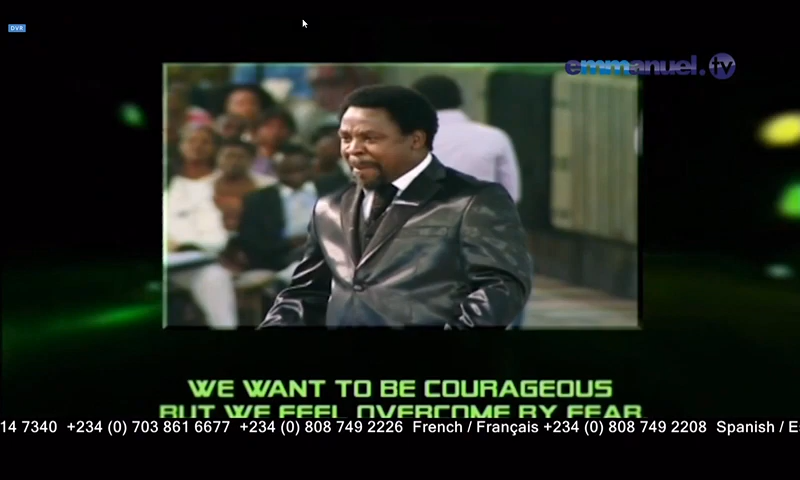 DVR
emmanuel.tv
WE WANT TO BE COURAGEOUS
BUT WE FEEL OVERCOME BY FEAR
14 7340 +234 (0) 703 861 6677 +234 (0) 808 749 2226 French / Français +234 (0) 808 749 2208 Spanish / Es